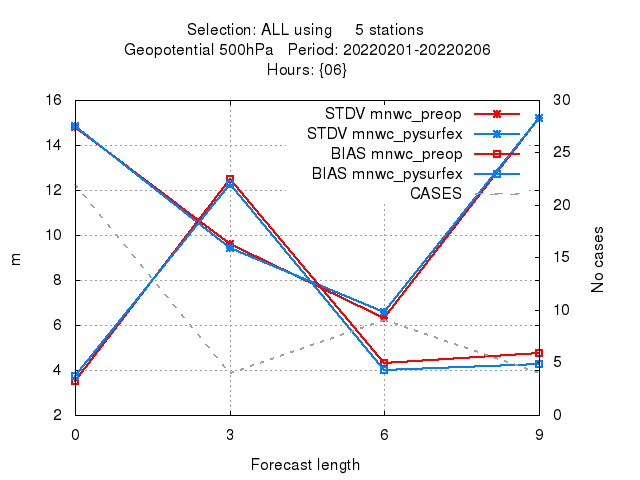 Selection: ALL using     5 stations
Geopotential 500hPa   Period: 20220201-20220206
Hours: {06}
16
14
12
10
8
6
4
2
m
30
25
20
15
10
5
0
No cases
STDV mnwc_preop
STDV mnwc_pysurfex
BIAS mnwc_preop
BIAS mnwc_pysurfex
CASES
0 3 6 9
Forecast length